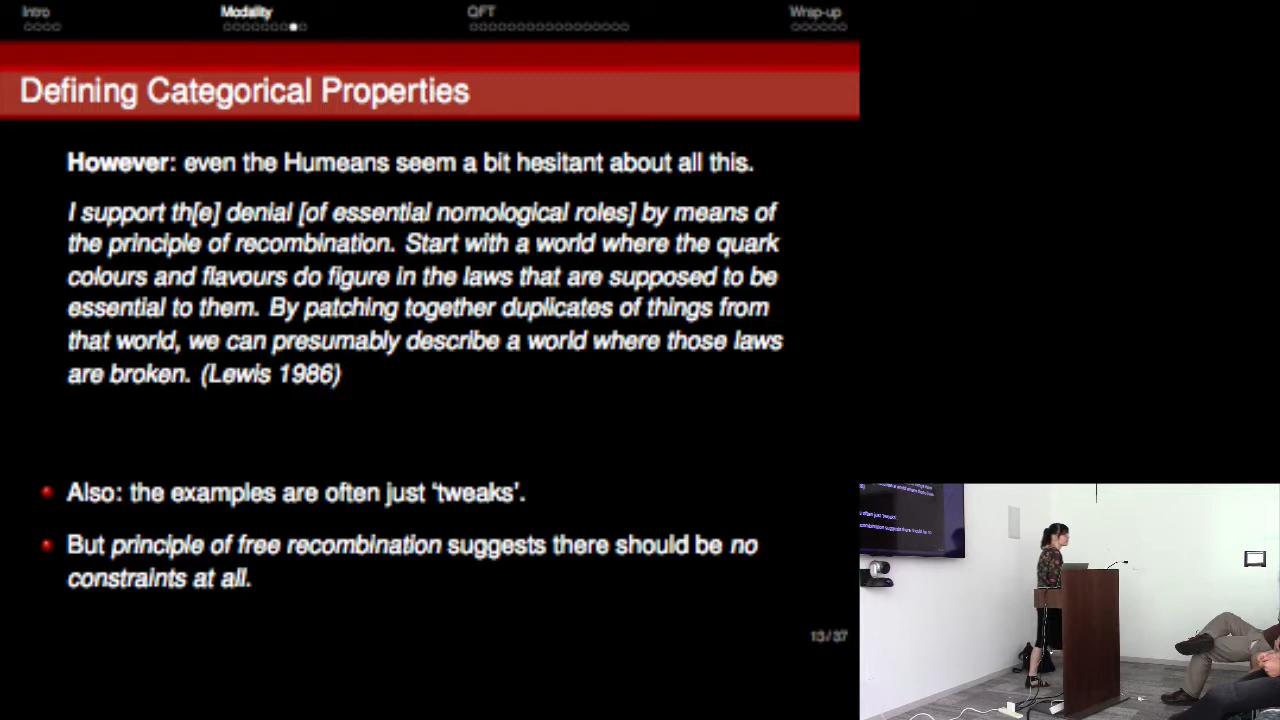 Intro Modality QFT Wrap-up
Defining Categorical Properties
However: even the Humeans seem a bit hesitant about all this.
I support th[e] denial [of essential nomological roles] by means of
the principle of recombination. Start with a world where the quark
colours and flavours do figure in the laws that are supposed to be
essential to them. By patching together duplicates of things from
that world, we can presumably describe a world where those laws
are broken. (Lewis 1986)
Also: the examples are often just 'tweaks'.
But principle of free recombination suggests there should be no
constraints at all.
13/37